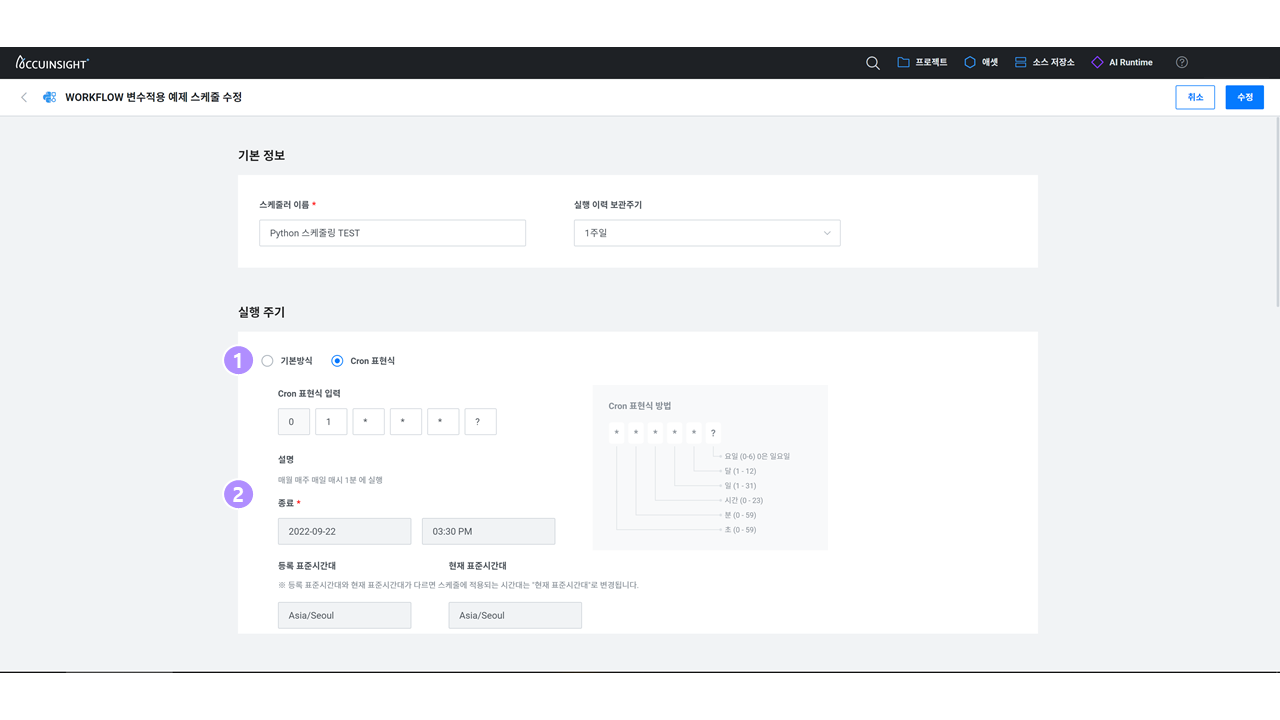 ACCUINSIGHT+
프로젝트
애셋
소스 저장소
AI Runtime
?
WORKFLOW 변수적용 예제 스케줄 수정
취소
수정
기본 정보
스케줄러 이름 *
실행 이력 보관주기
Python 스케줄링 TEST
1주일
실행 주기
1
기본방식
Cron 표현식
Cron 표현식 입력
0 1 * * * ?
Cron 표현식 방법
* * * * * ?
요일 (0-6) 0은 일요일
달 (1 - 12)
일 (1 - 31)
시간 (0 - 23)
분 (0 - 59)
초 (0 - 59)
설명
매월 매주 매일 매시 1분 에 실행
2
종료 *
2022-09-22
03:30 PM
등록 표준시간대
현재 표준시간대
※ 등록 표준시간대와 현재 표준시간대가 다르면 스케줄에 적용되는 시간대는 "현재 표준시간대"로 변경됩니다.
Asia/Seoul
Asia/Seoul